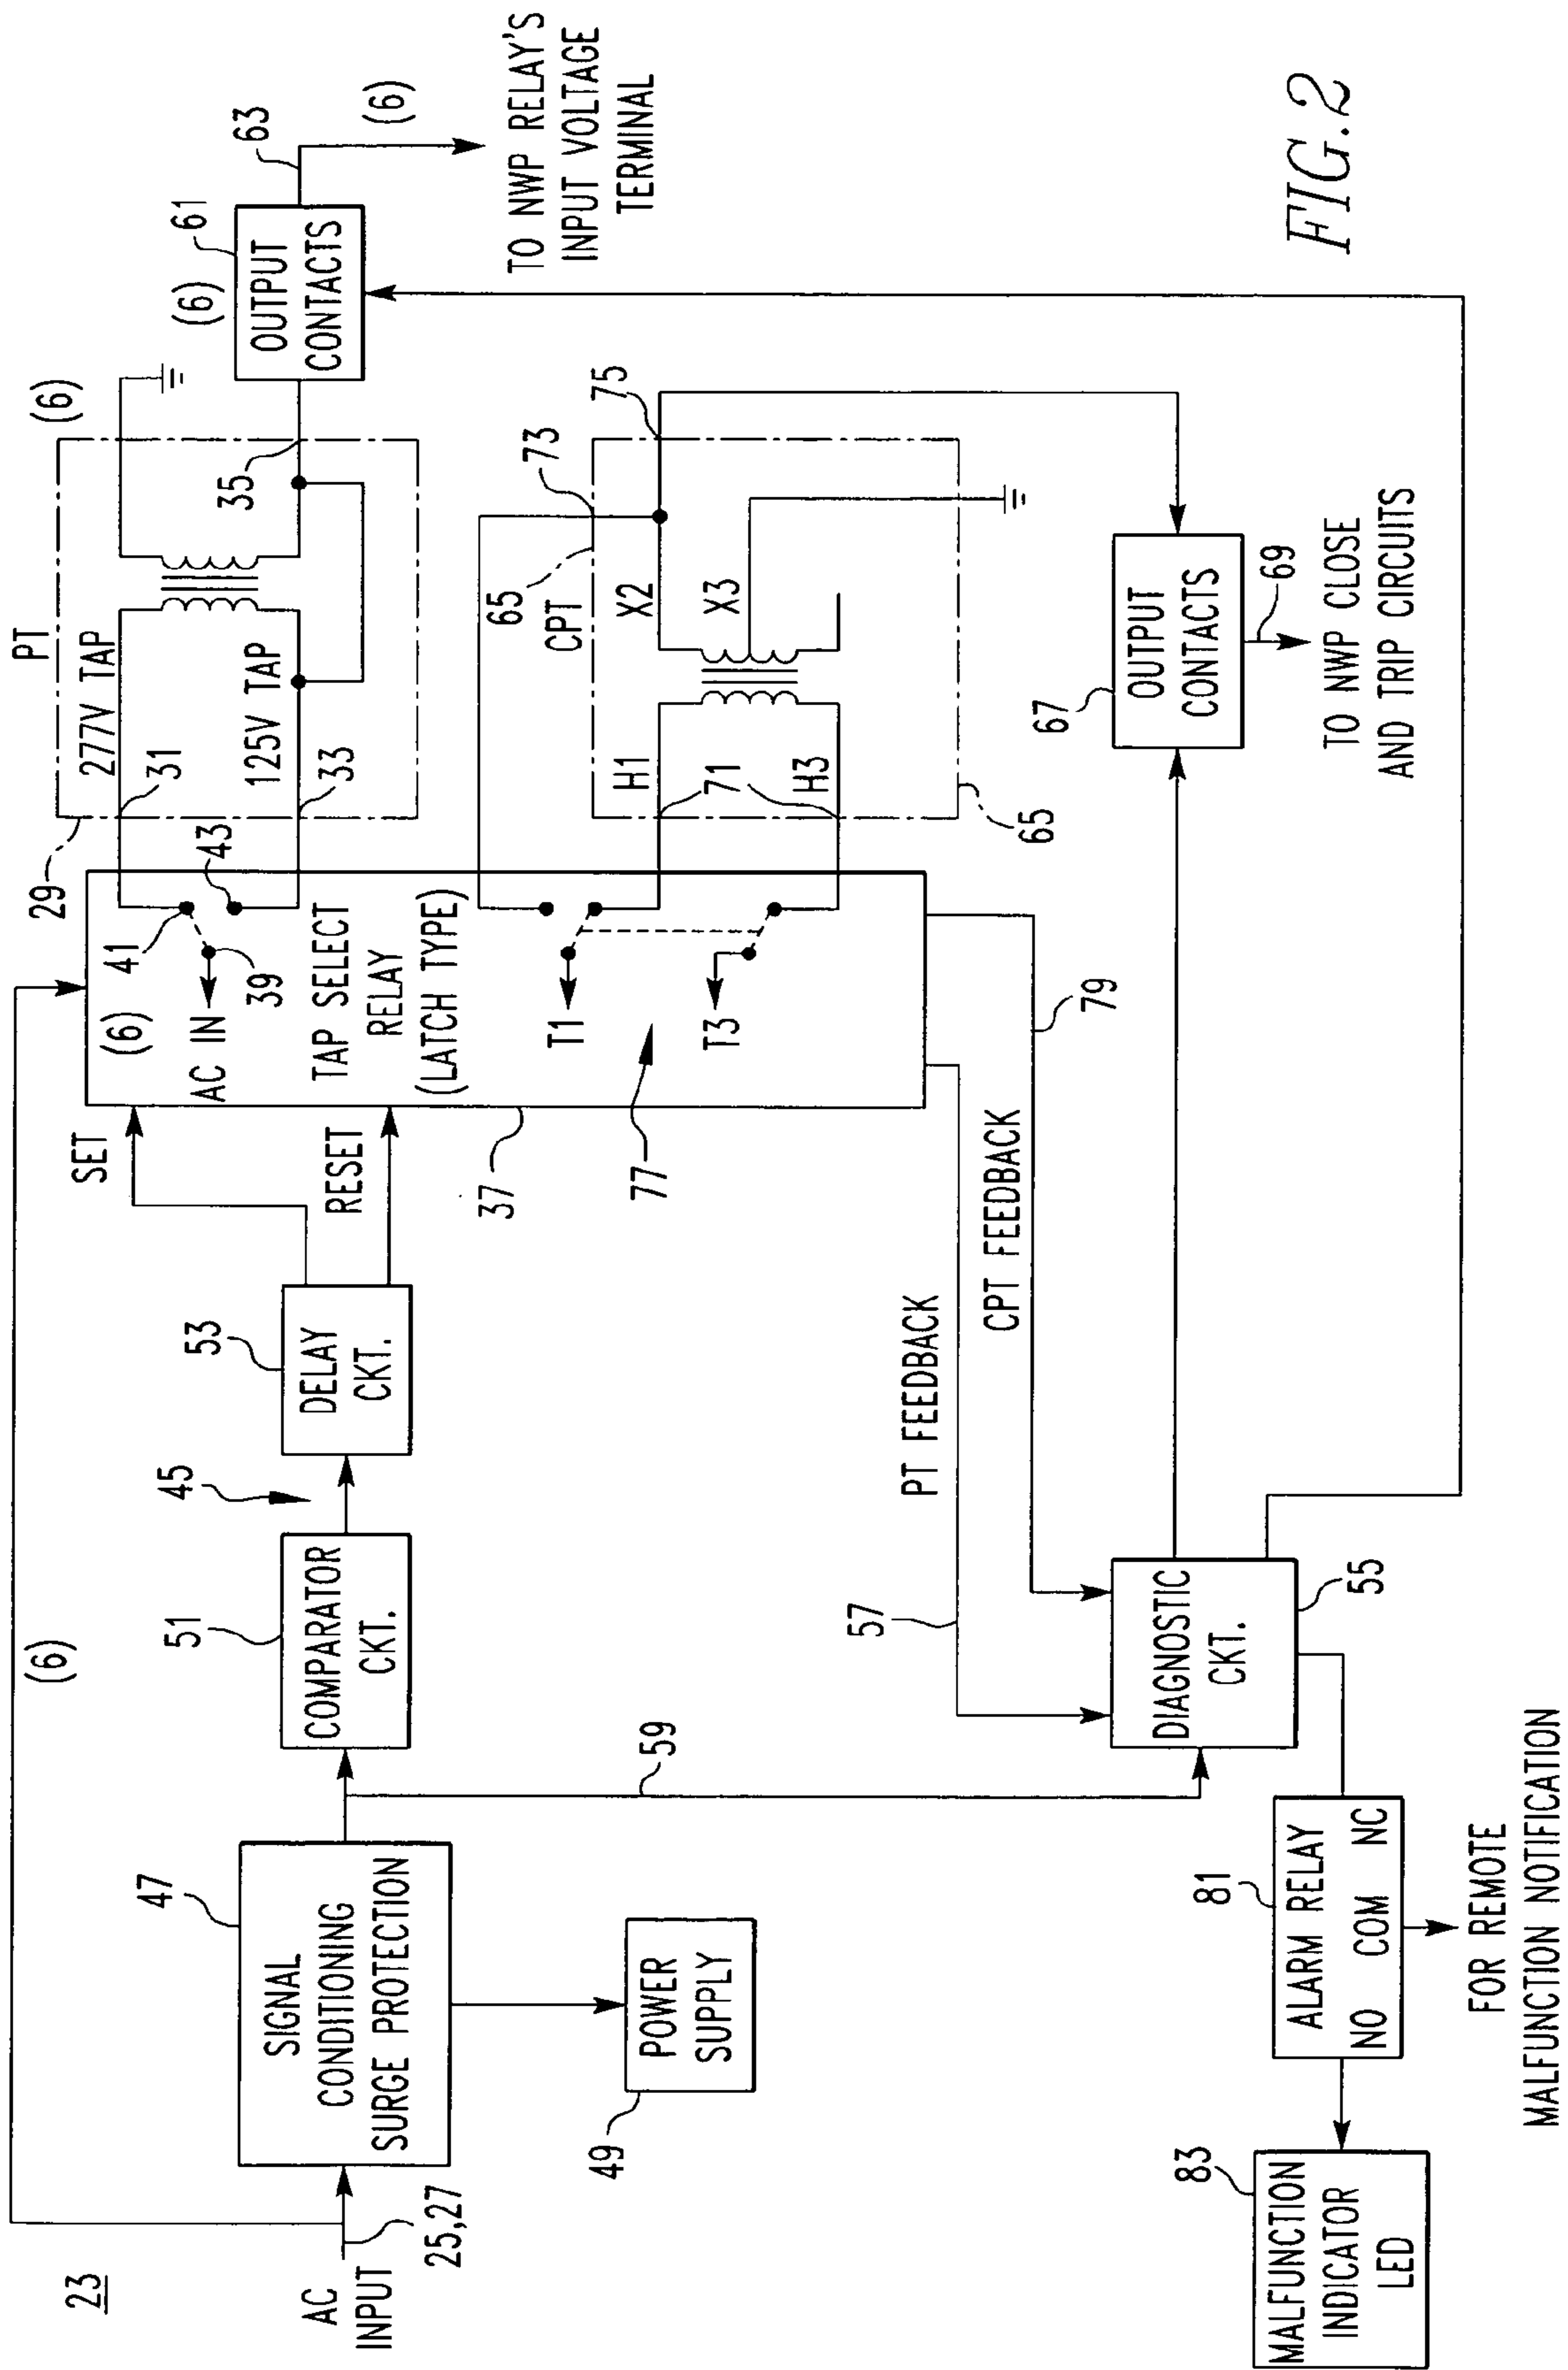 23
(6)
AC
INPUT
25,27
47
SIGNAL
CONDITIONING
SURGE PROTECTION
49
POWER
SUPPLY
59
51
COMPARATOR
CKT.
45
53
DELAY
CKT.
SET
RESET
37
77
(6)
41
AC IN
39
43
TAP SELECT
RELAY
(LATCH TYPE)
T1
T3
29
PT
(6)
277V TAP
31
125V TAP
33
35
(6)
61
OUTPUT
CONTACTS
63
(6)
TO NWP RELAY'S
INPUT VOLTAGE
TERMINAL
65
CPT
73
75
H1
71
H3
X2
X3
65
67
OUTPUT
CONTACTS
69
TO NWP CLOSE
AND TRIP CIRCUITS
79
PT FEEDBACK
CPT FEEDBACK
57
DIAGNOSTIC
CKT.
55
81
ALARM RELAY
NO COM NC
FOR REMOTE
MALFUNCTION NOTIFICATION
83
MALFUNCTION
INDICATOR
LED
FIG.2